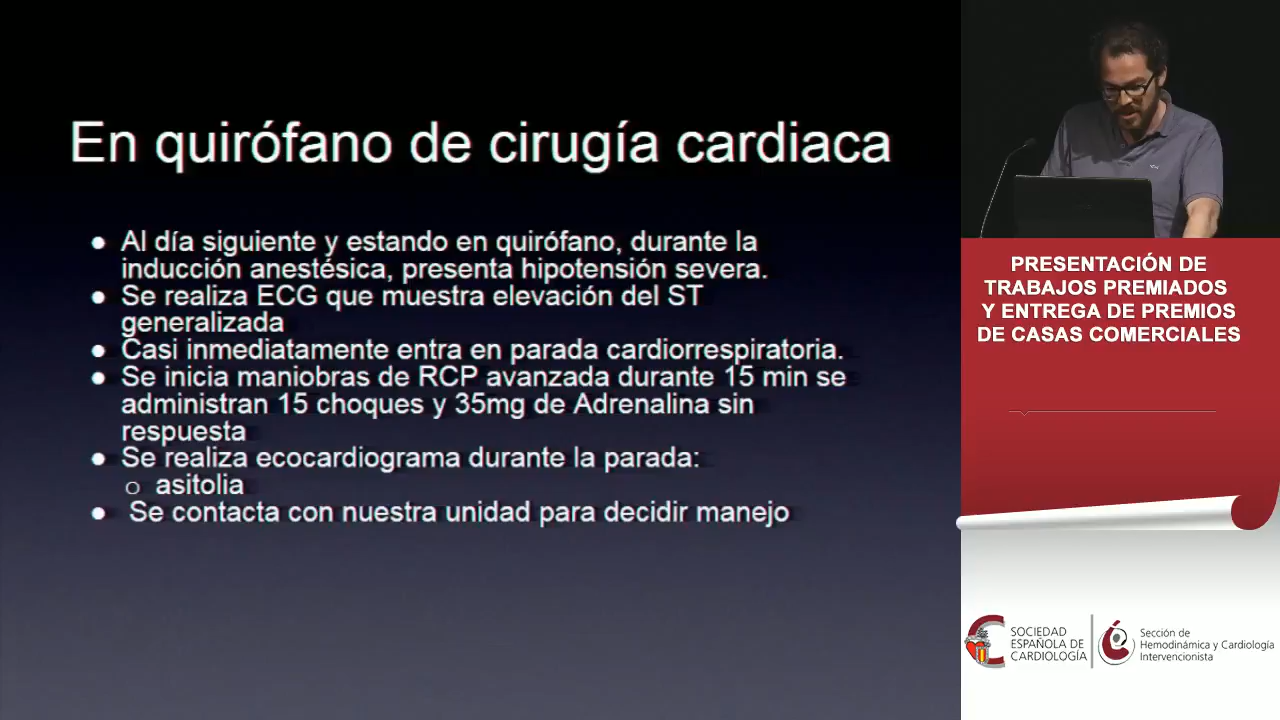 En quirófano de cirugía cardiaca
● Al día siguiente y estando en quirófano, durante la
inducción anestésica, presenta hipotensión severa.
● Se realiza ECG que muestra elevación del ST
generalizada
● Casi inmediatamente entra en parada cardiorrespiratoria.
● Se inicia maniobras de RCP avanzada durante 15 min se
administran 15 choques y 35mg de Adrenalina sin
respuesta
● Se realiza ecocardiograma durante la parada:
o asitolia
● Se contacta con nuestra unidad para decidir manejo
PRESENTACIÓN DE
TRABAJOS PREMIADOS
Y ENTREGA DE PREMIOS
DE CASAS COMERCIALES
SOCIEDAD
ESPAÑOLA DE
CARDIOLOGÍA
Sección de
Hemodinámica y Cardiología
Intervencionista